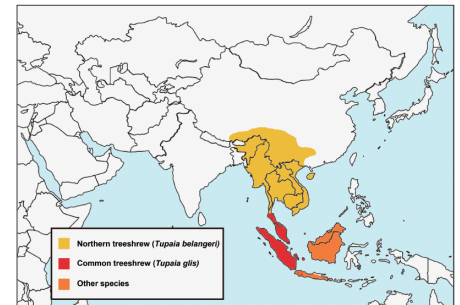 Northern treeshrew (Tupaia belangeri)
Common treeshrew (Tupaia glis)
Other species